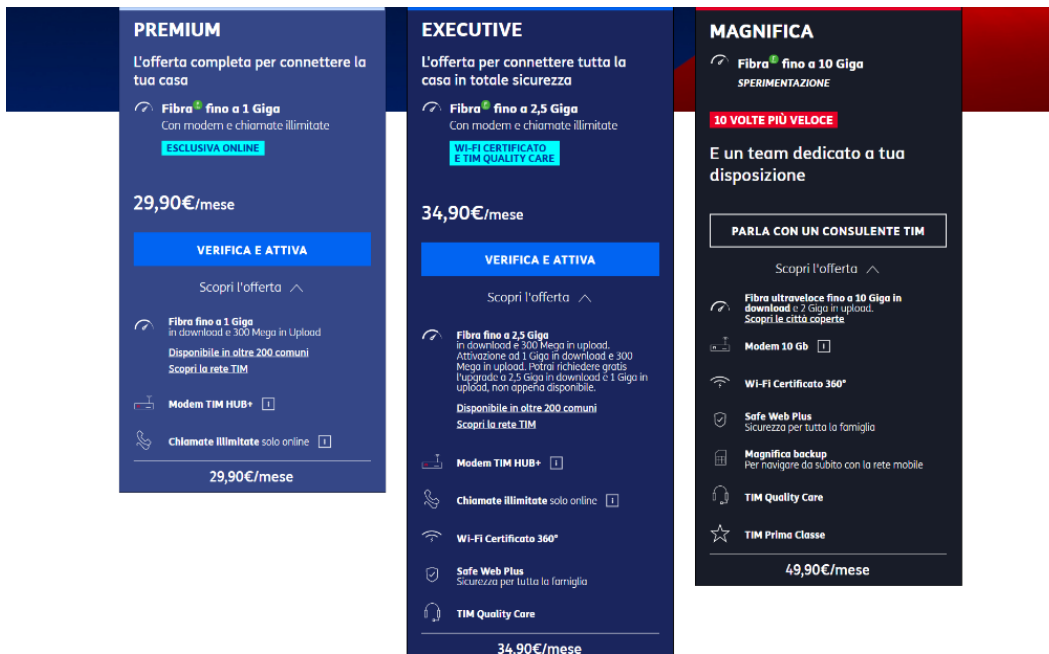 PREMIUM
L'offerta completa per connettere la
tua casa
Fibra fino a 1 Giga
Con modem e chiamate illimitate
ESCLUSIVA ONLINE
29,90€/mese
VERIFICA E ATTIVA
Scopri l'offerta
Fibra fino a 1 Giga
in download e 300 Mega in Upload
Disponibile in oltre 200 comuni
Scopri la rete TIM
Modem TIM HUB+
Chiamate illimitate solo online
29,90€/mese
EXECUTIVE
L'offerta per connettere tutta la
casa in totale sicurezza
Fibra fino a 2,5 Giga
Con modem e chiamate illimitate
WI-FI CERTIFICATO
E TIM QUALITY CARE
34,90€/mese
VERIFICA E ATTIVA
Scopri l'offerta
Fibra fino a 2,5 Giga
in download e 300 Mega in upload.
Attivazione ad 1 Giga in download e 300
Mega in upload. Potrai richiedere gratis
l'upgrade a 2,5 Giga in download e 1 Giga in
upload, non appena disponibile.
Disponibile in oltre 200 comuni
Scopri la rete TIM
Modem TIM HUB+
Chiamate illimitate solo online
Wi-Fi Certificato 360°
Safe Web Plus
Sicurezza per tutta la famiglia
TIM Quality Care
34,90€/mese
MAGNIFICA
Fibra fino a 10 Giga
SPERIMENTAZIONE
10 VOLTE PIÙ VELOCE
E un team dedicato a tua
disposizione
PARLA CON UN CONSULENTE TIM
Scopri l'offerta
Fibra ultraveloce fino a 10 Giga in
download e 2 Giga in upload.
Scopri le città coperte
Modem 10 Gb
Wi-Fi Certificato 360°
Safe Web Plus
Sicurezza per tutta la famiglia
Magnifica backup
Per navigare da subito con la rete mobile
TIM Quality Care
TIM Prima Classe
49,90€/mese